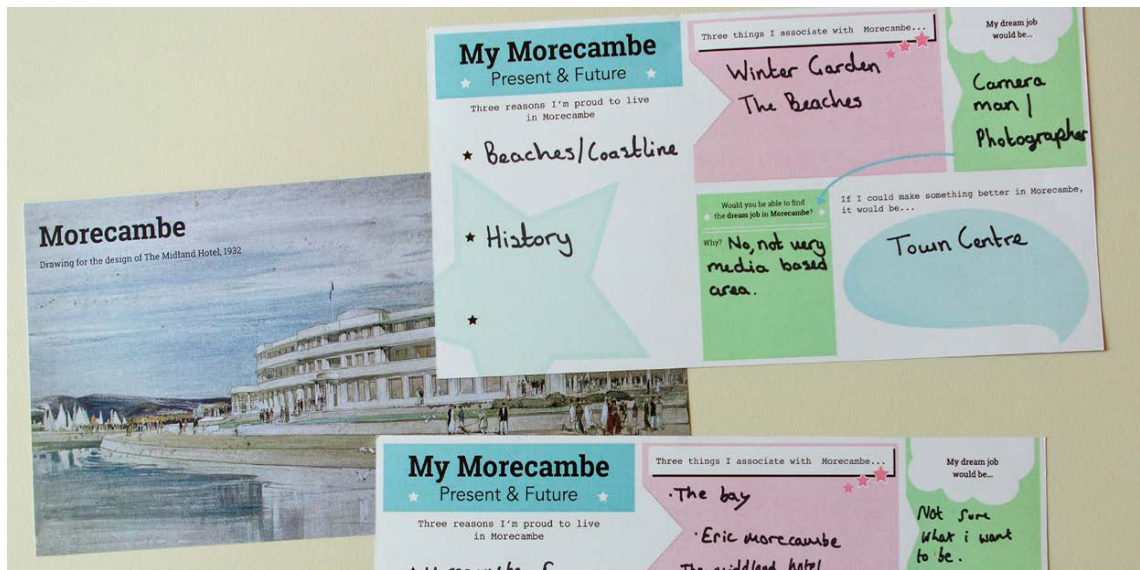 Morecambe
Drawing for the design of The Midland Hotel, 1932
My Morecambe
Present & Future
Three reasons I'm proud to live
in Morecambe
Beaches/Coastline
History
Three things I associate with Morecambe...
Winter Garden
The Beaches
My dream job
would be...
Camera
man /
Photographer
Would you be able to find
the dream job in Morecambe?
Why? No, not very
media based
area.
If I could make something better in Morecambe,
it would be...
Town Centre
My Morecambe
Present & Future
Three reasons I'm proud to live
in Morecambe
Three things I associate with Morecambe...
The bay
Eric morecambe
The middland hotel
My dream job
would be...
Not sure
what i want
to be.